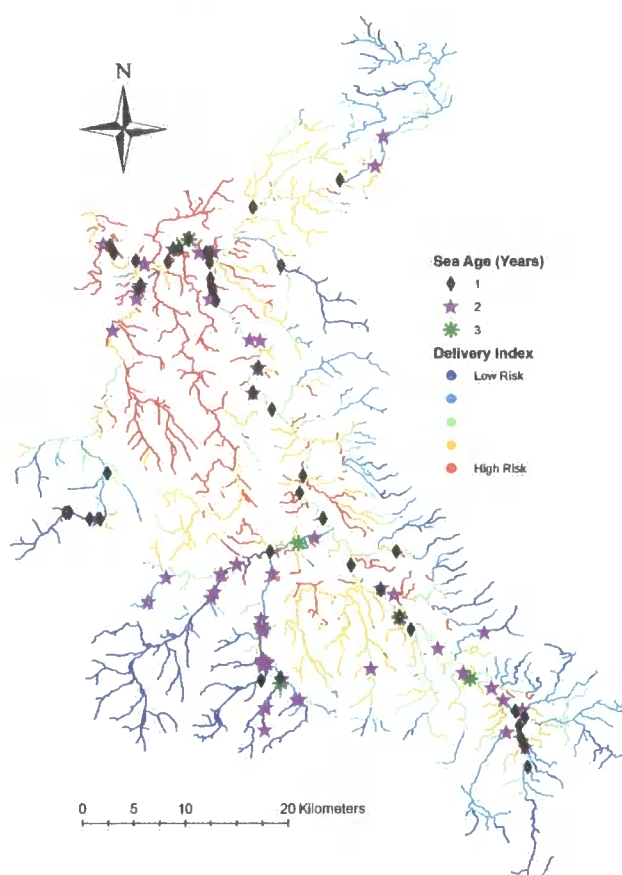 N
Sea Age (Years)
1
2
3
Delivery Index
Low Risk
High Risk
0 5 10 20 Kilometers